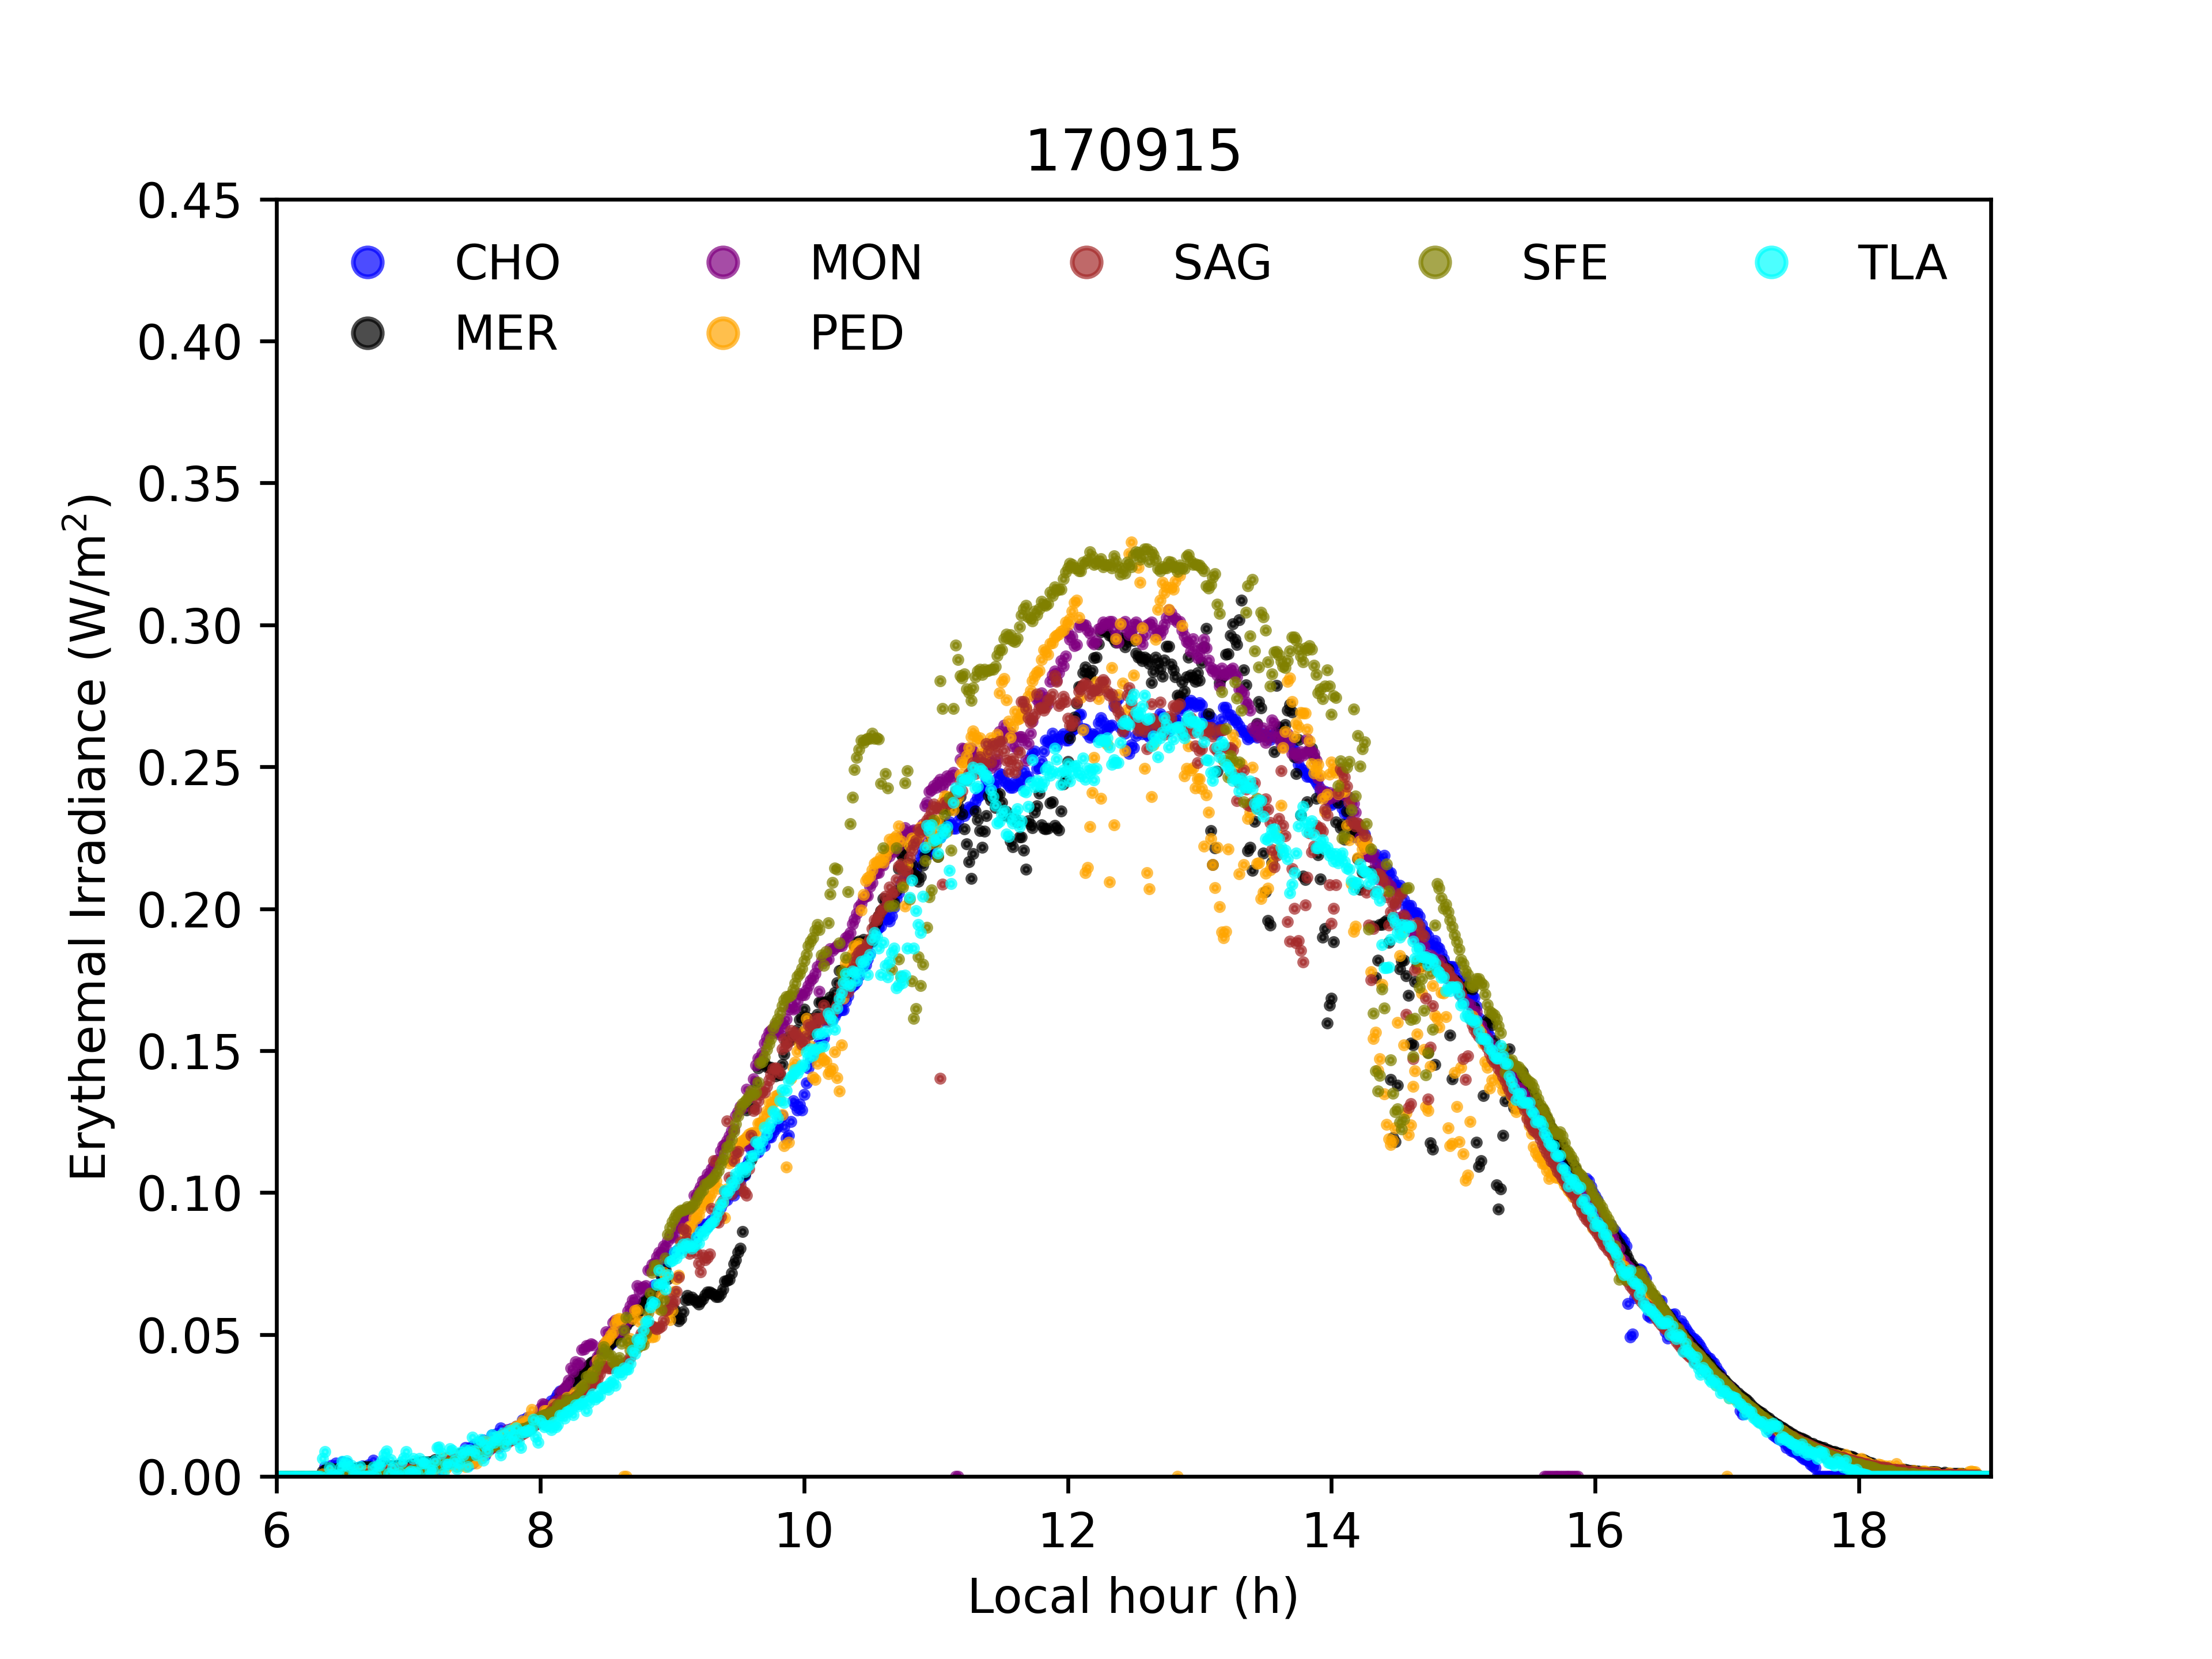 170915
0.45
0.40
0.35
0.30
0.25
0.20
0.15
0.10
0.05
0.00
Erythemal Irradiance (W/m²)
CHO MON SAG SFE TLA
MER PED
6 8 10 12 14 16 18
Local hour (h)